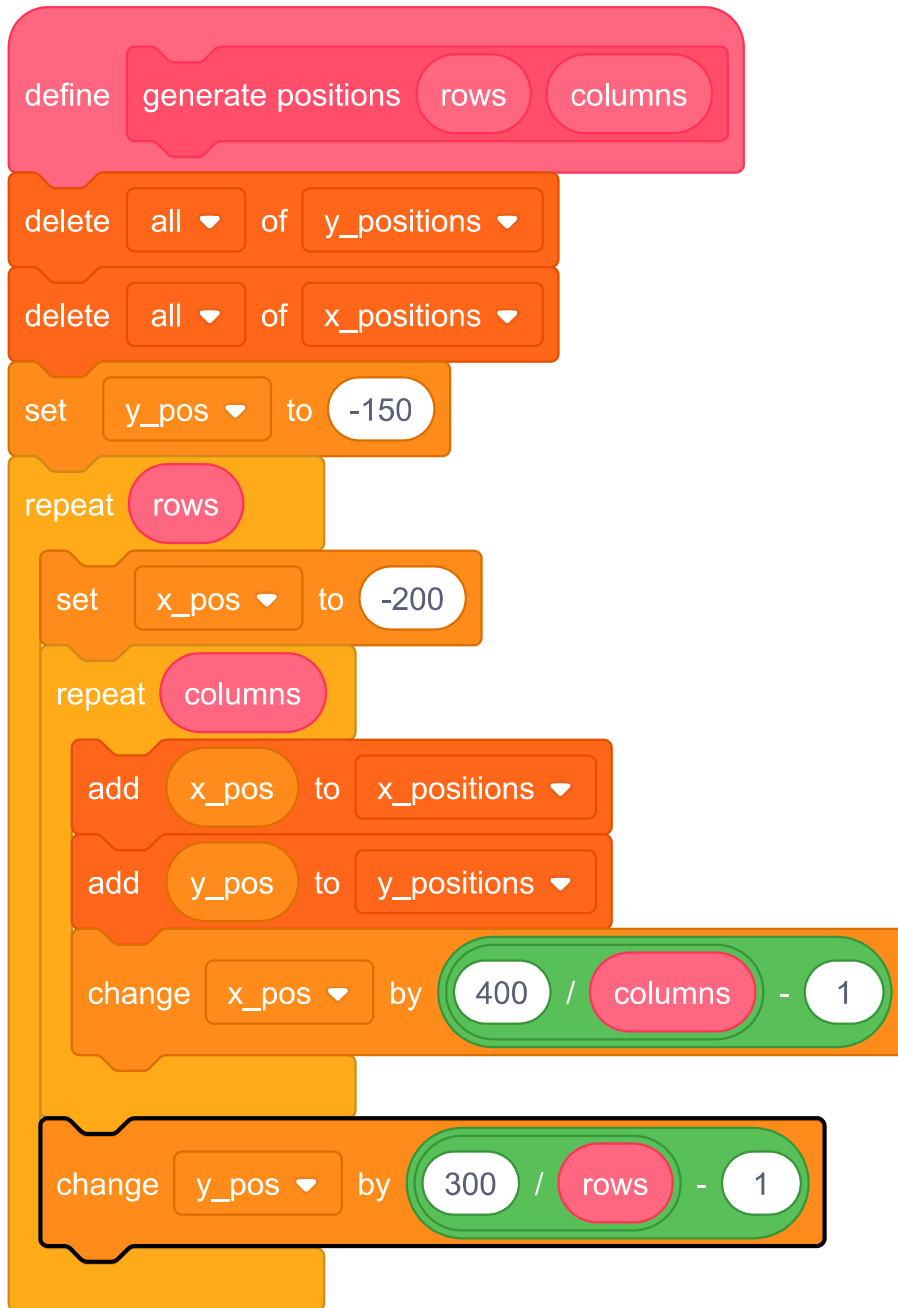 define generate positions rows columns
delete all of y_positions
delete all of x_positions
set y_pos to -150
repeat rows
set x_pos to -200
repeat columns
add x_pos to x_positions
add y_pos to y_positions
change x_pos by 400 / columns - 1
change y_pos by 300 / rows - 1